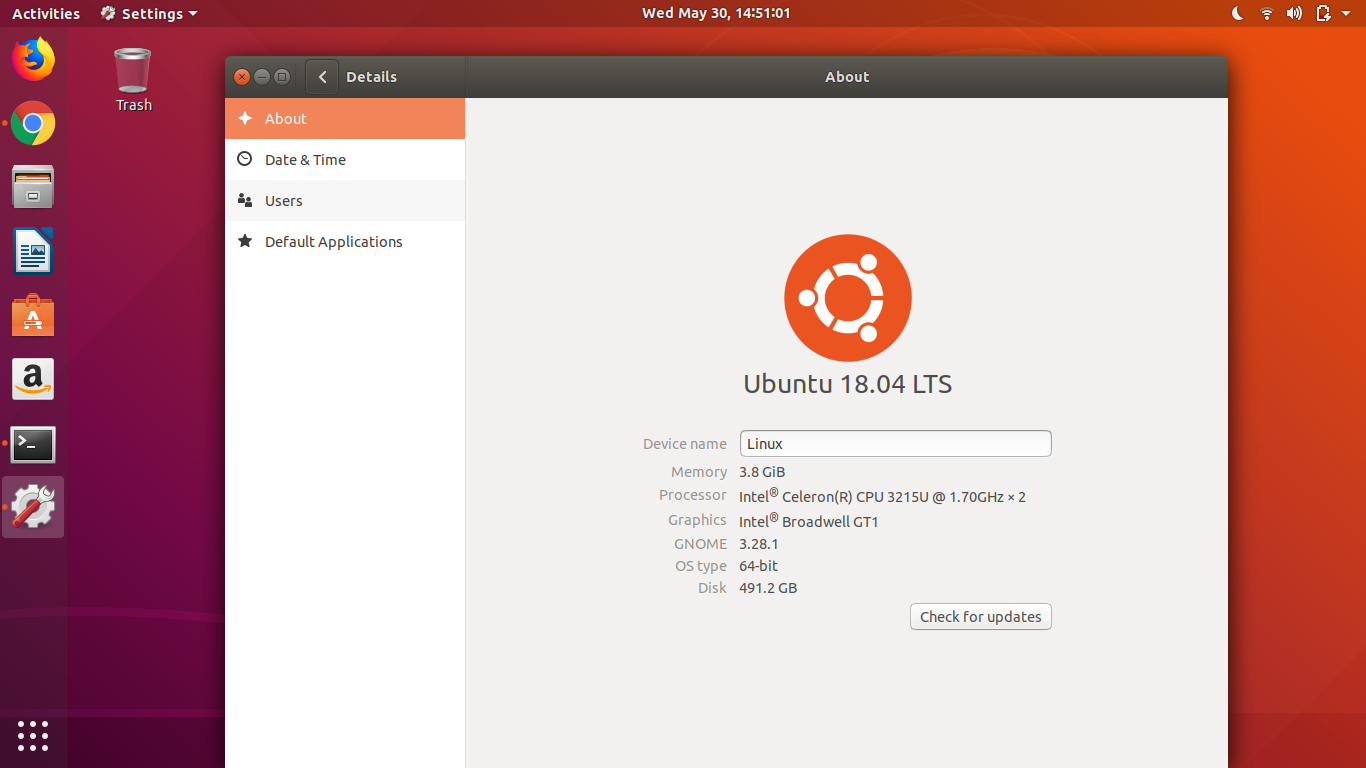 Activities Settings Wed May 30, 14:51:01
Trash
Details About
About
Date & Time
Users
Default Applications
Ubuntu 18.04 LTS
Device name Linux
Memory 3.8 GiB
Processor Intel® Celeron(R) CPU 3215U @ 1.70GHz × 2
Graphics Intel® Broadwell GT1
GNOME 3.28.1
OS type 64-bit
Disk 491.2 GB
Check for updates